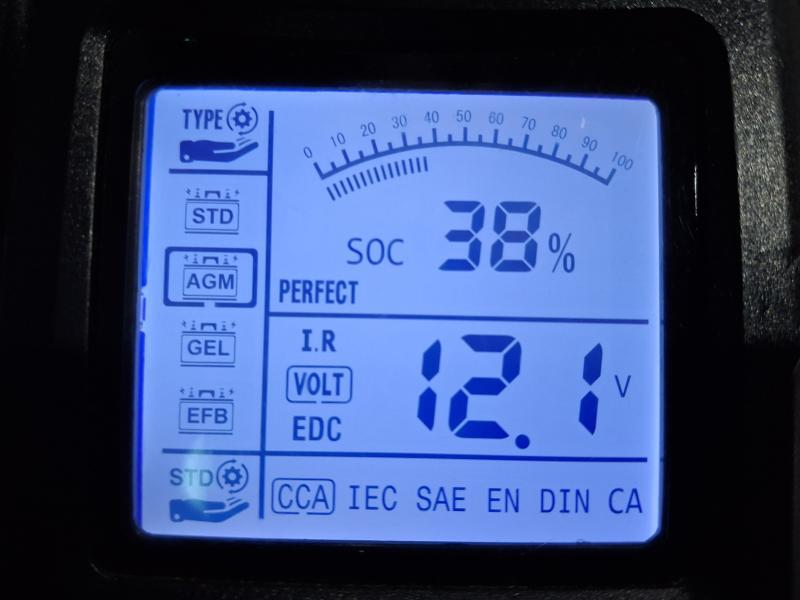 TYPE
STD
AGM
GEL
EFB
STD
0 10 20 30 40 50 60 70 80 90 100
SOC 38%
PERFECT
I.R
VOLT
EDC
12.1 V
CCA IEC SAE EN DIN CA